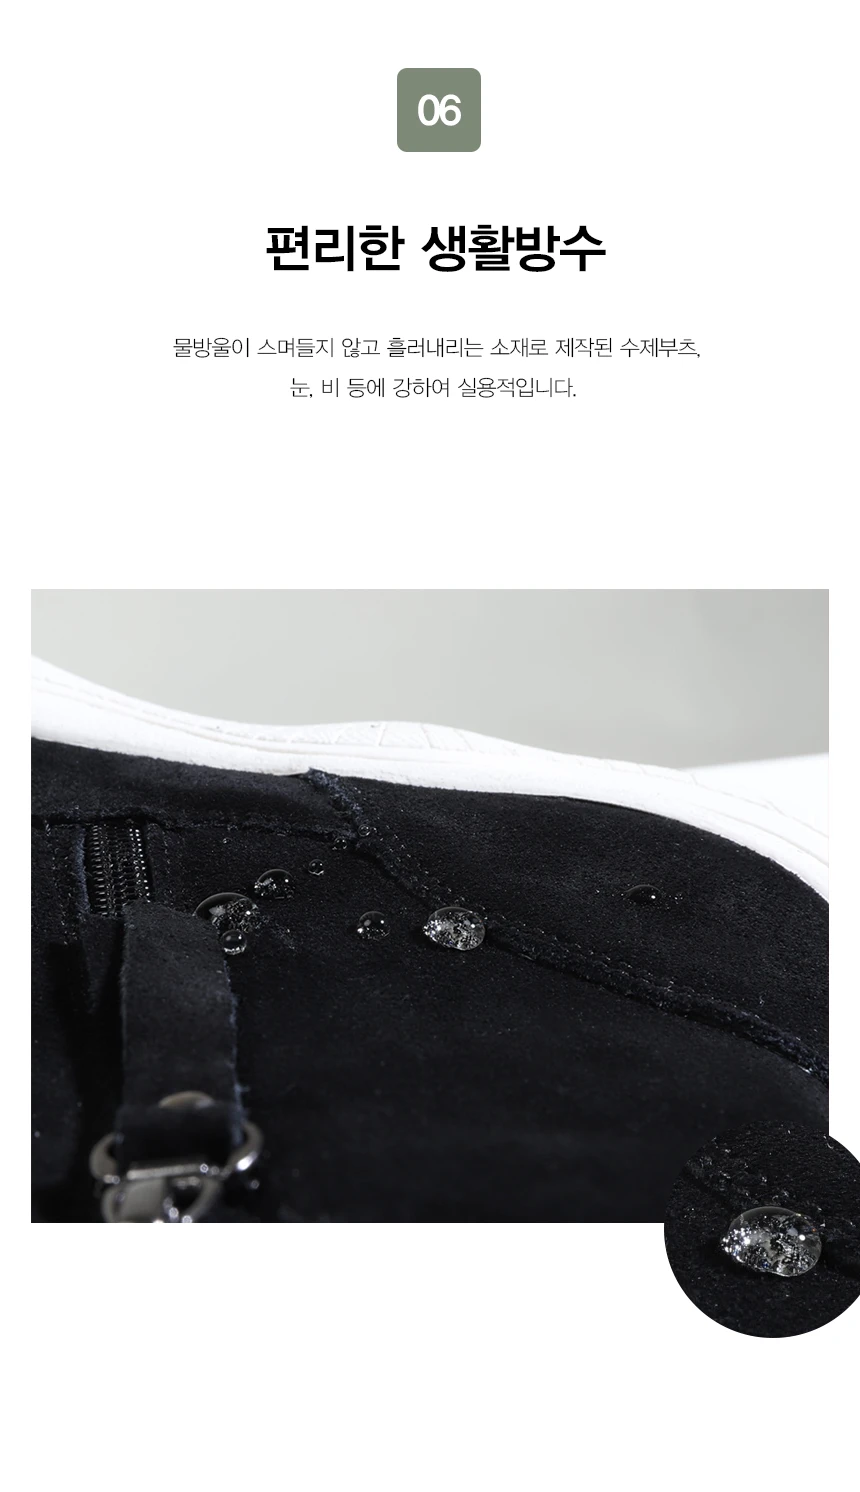 06
편리한 생활방수
물방울이 스며들지 않고 흘러내리는 소재로 제작된 수제부츠,
눈, 비 등에 강하여 실용적입니다.